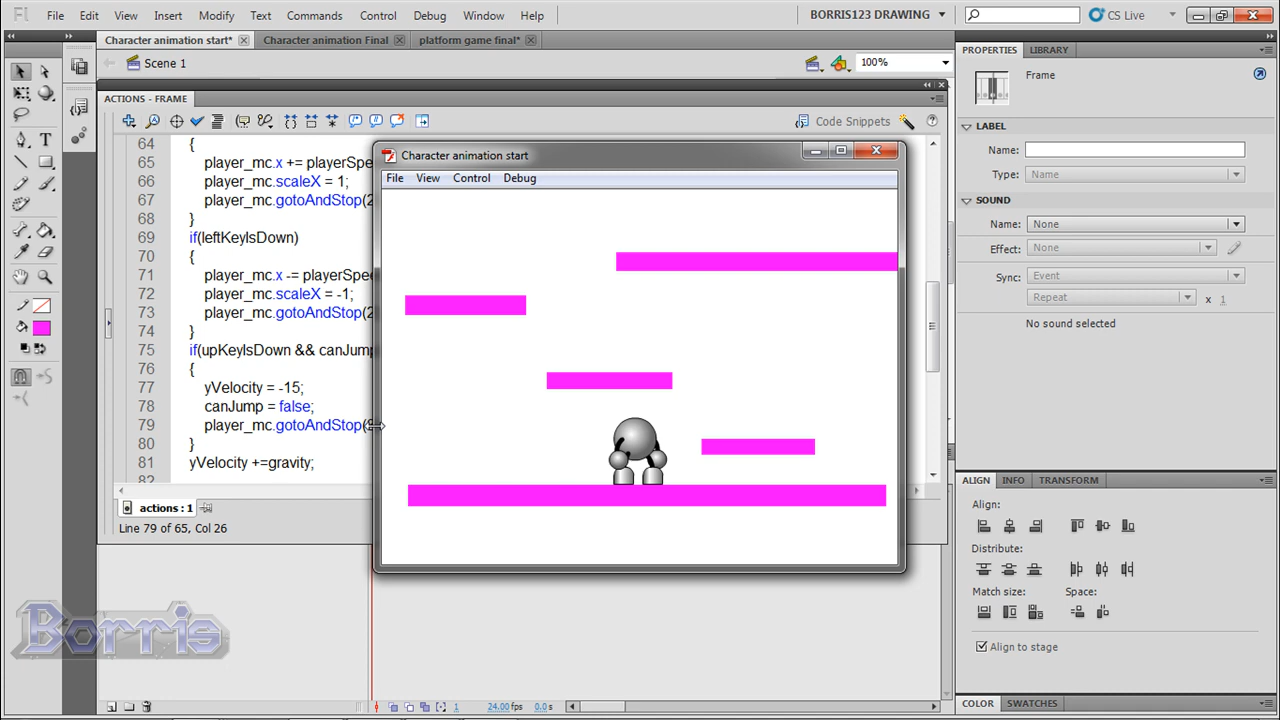 Fl File Edit View Insert Modify Text Commands Control Debug Window Help BORRIS123 DRAWING CS Live
Character animation start* Character animation Final platform game final*
Scene 1 100%
ACTIONS - FRAME
Code Snippets
64 {
65 player_mc.x += playerSpe
66 player_mc.scaleX = 1;
67 player_mc.gotoAndStop(2
68 }
69 if(leftKeyIsDown)
70 {
71 player_mc.x -= playerSpe
72 player_mc.scaleX = -1;
73 player_mc.gotoAndStop(2
74 }
75 if(upKeyIsDown && canJump
76 {
77 yVelocity = -15;
78 canJump = false;
79 player_mc.gotoAndStop(
80 }
81 yVelocity +=gravity;
82
actions : 1
Line 79 of 65, Col 26
Character animation start
File View Control Debug
PROPERTIES LIBRARY
Frame
LABEL
Name:
Type: Name
SOUND
Name: None
Effect: None
Sync: Event
Repeat x 1
No sound selected
ALIGN INFO TRANSFORM
Align:
Distribute:
Match size: Space:
Align to stage
COLOR SWATCHES
Borris
1 24.00fps 0.0s